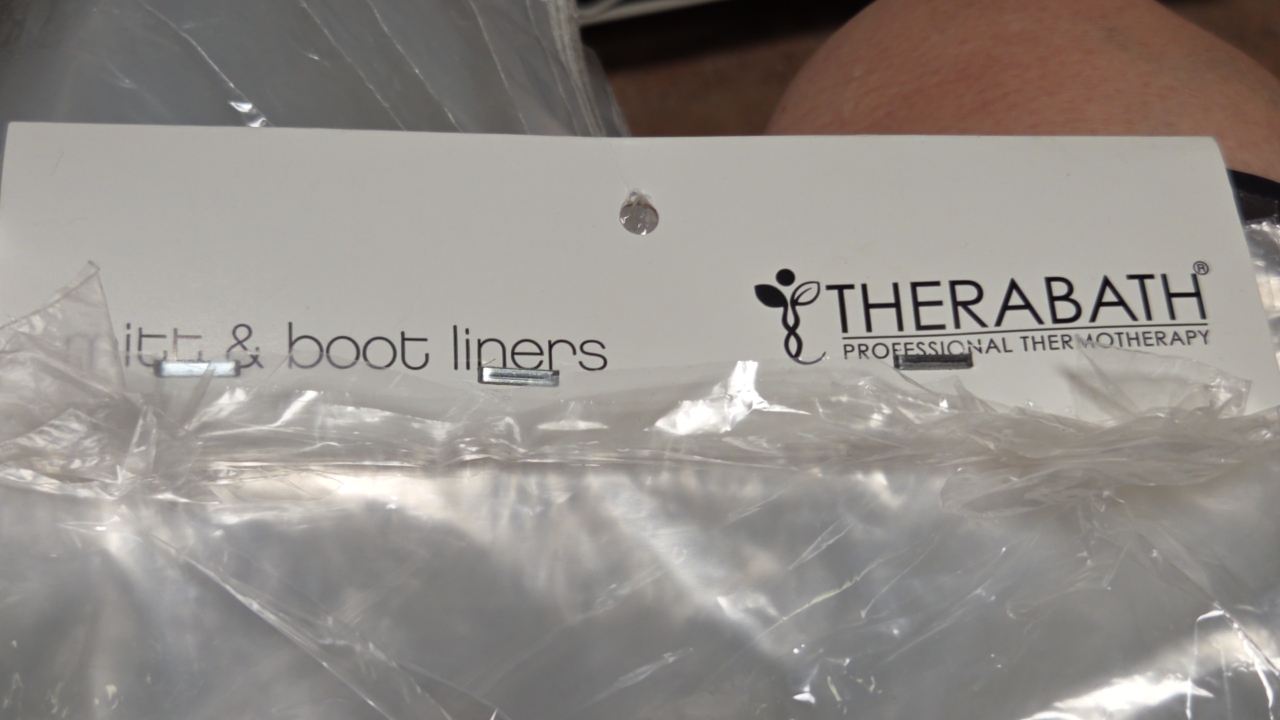 mitt & boot liners
THERABATH®
PROFESSIONAL THERMOTHERAPY